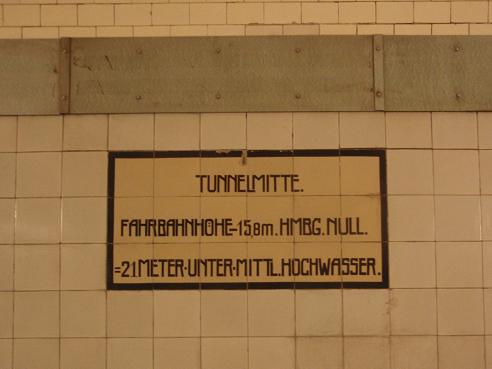 TUNNELMITTE.
FAHRBAHNHÖHE-15,8m.HMBG.NULL.
=21.METER·UNTER·MITTL.HOCHWASSER.